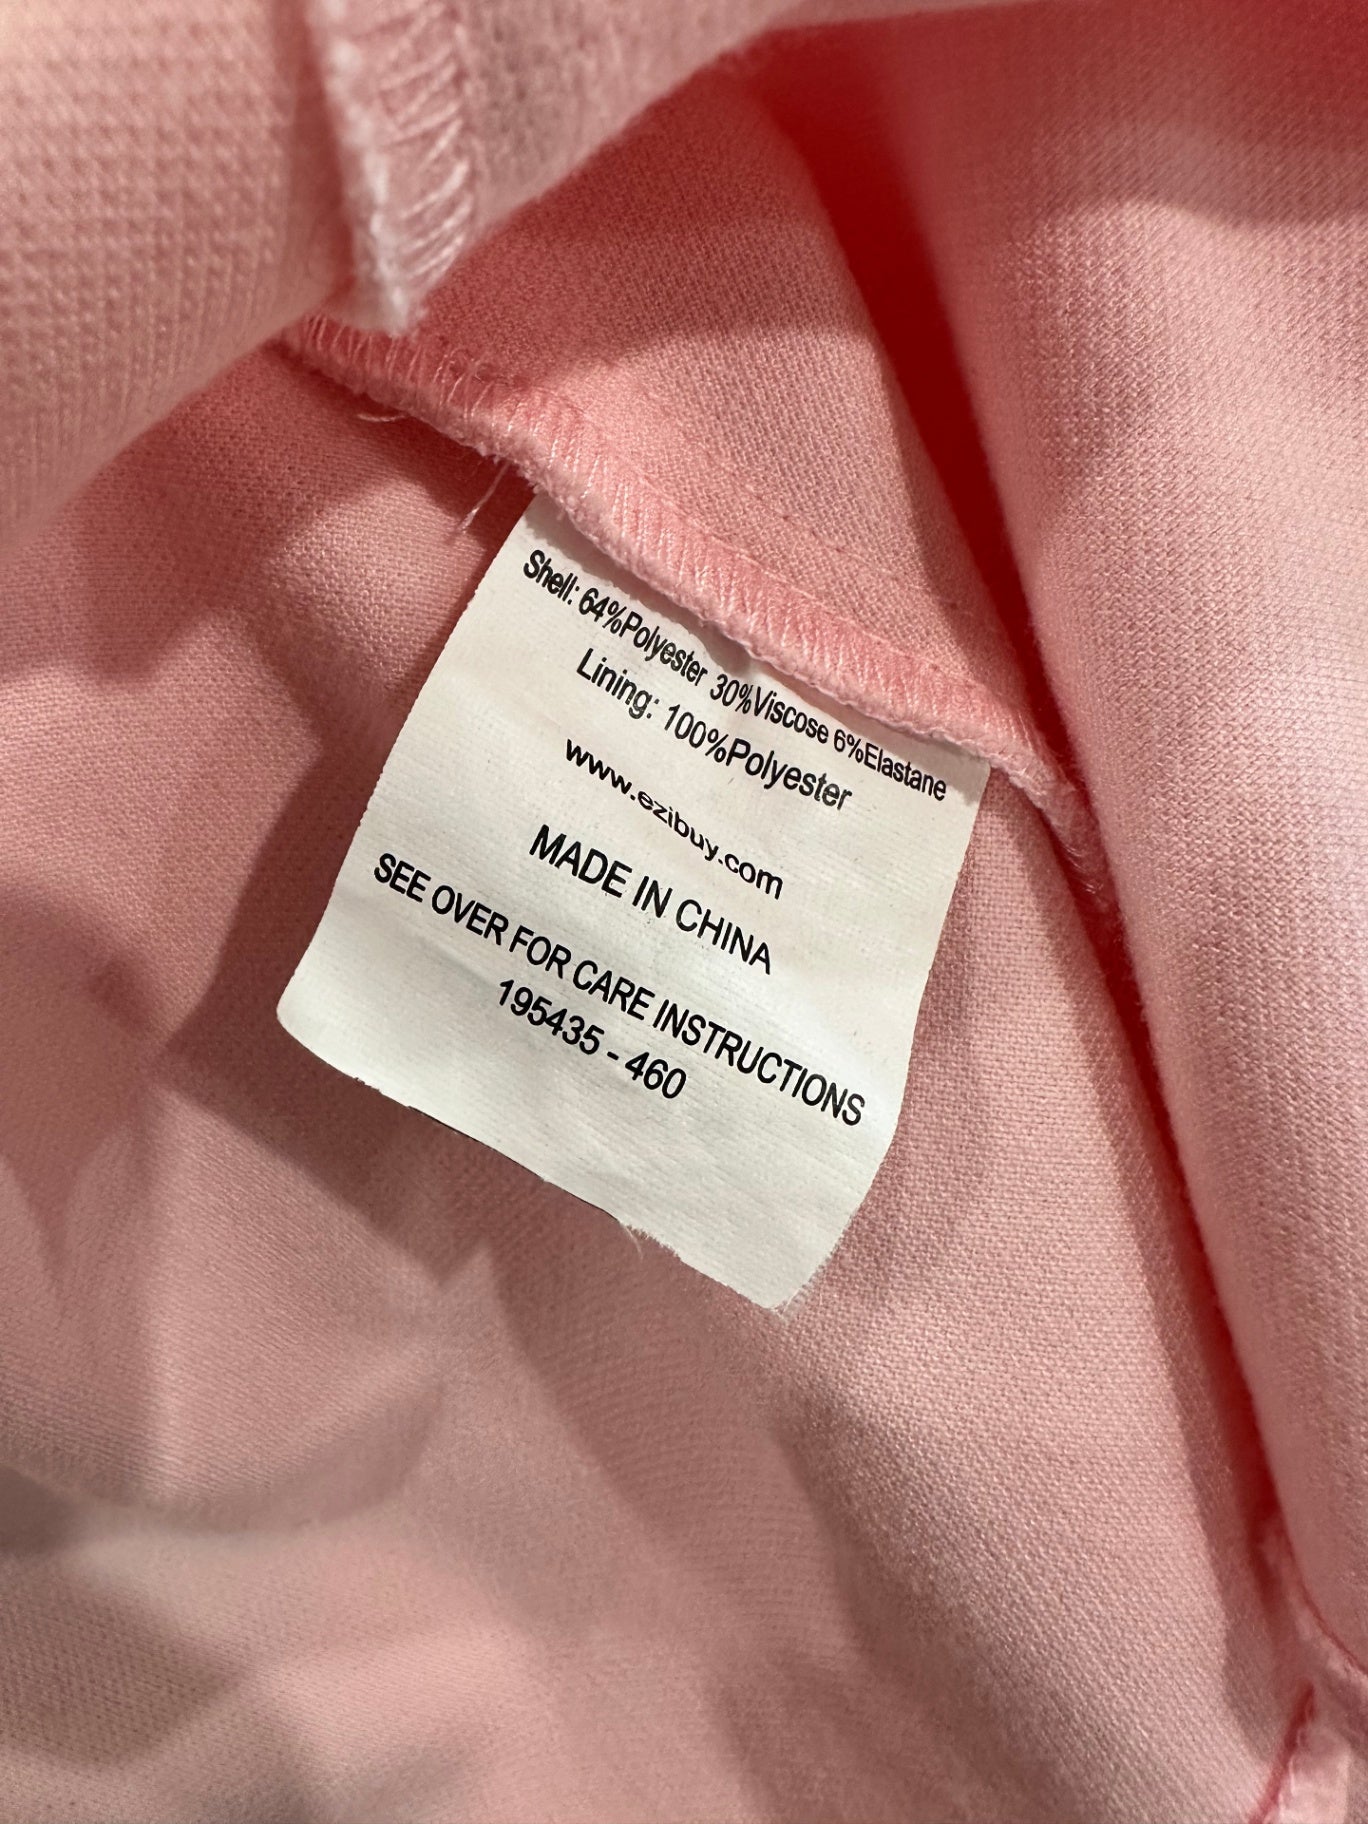 Shell: 64%Polyester 30%Viscose 6%Elastane
Lining: 100%Polyester
www.ezibuy.com
MADE IN CHINA
SEE OVER FOR CARE INSTRUCTIONS
195435 - 460